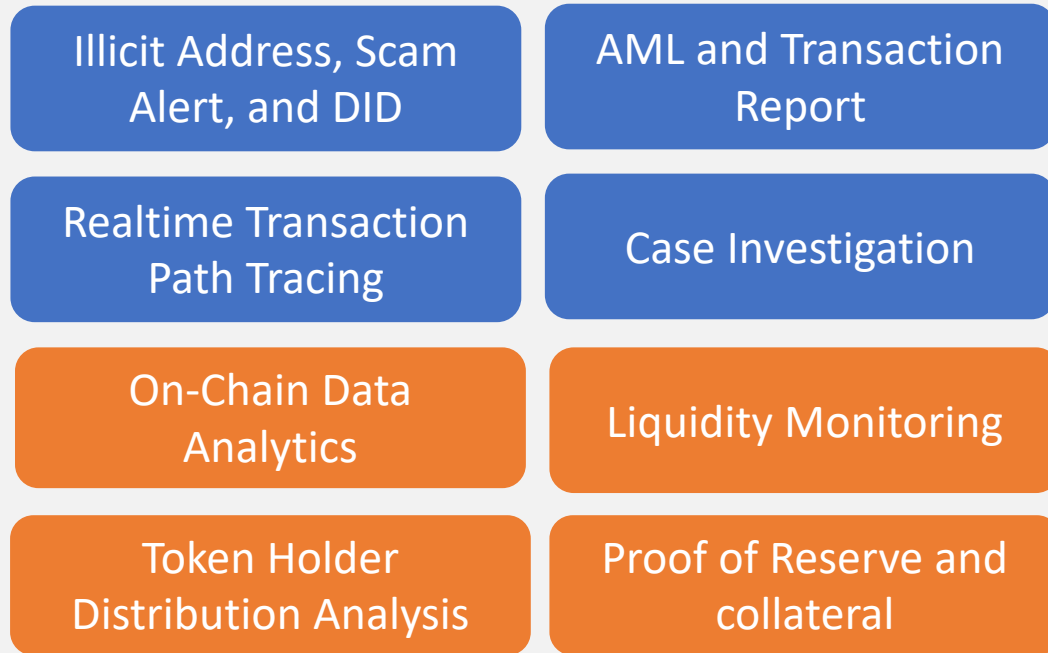 Illicit Address, Scam
Alert, and DID
AML and Transaction
Report
Realtime Transaction
Path Tracing
Case Investigation
On-Chain Data
Analytics
Liquidity Monitoring
Token Holder
Distribution Analysis
Proof of Reserve and
collateral